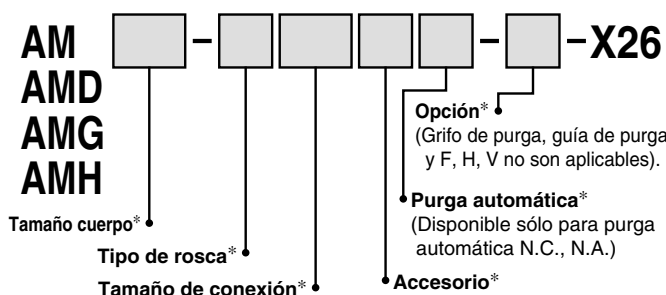 AM – – – X26
AMD
AMG
AMH
Opción*
(Grifo de purga, guía de purga
y F, H, V no son aplicables).
Purga automática*
(Disponible sólo para purga
automática N.C., N.A.)
Tamaño cuerpo*
Tipo de rosca*
Tamaño de conexión*
Accesorio*